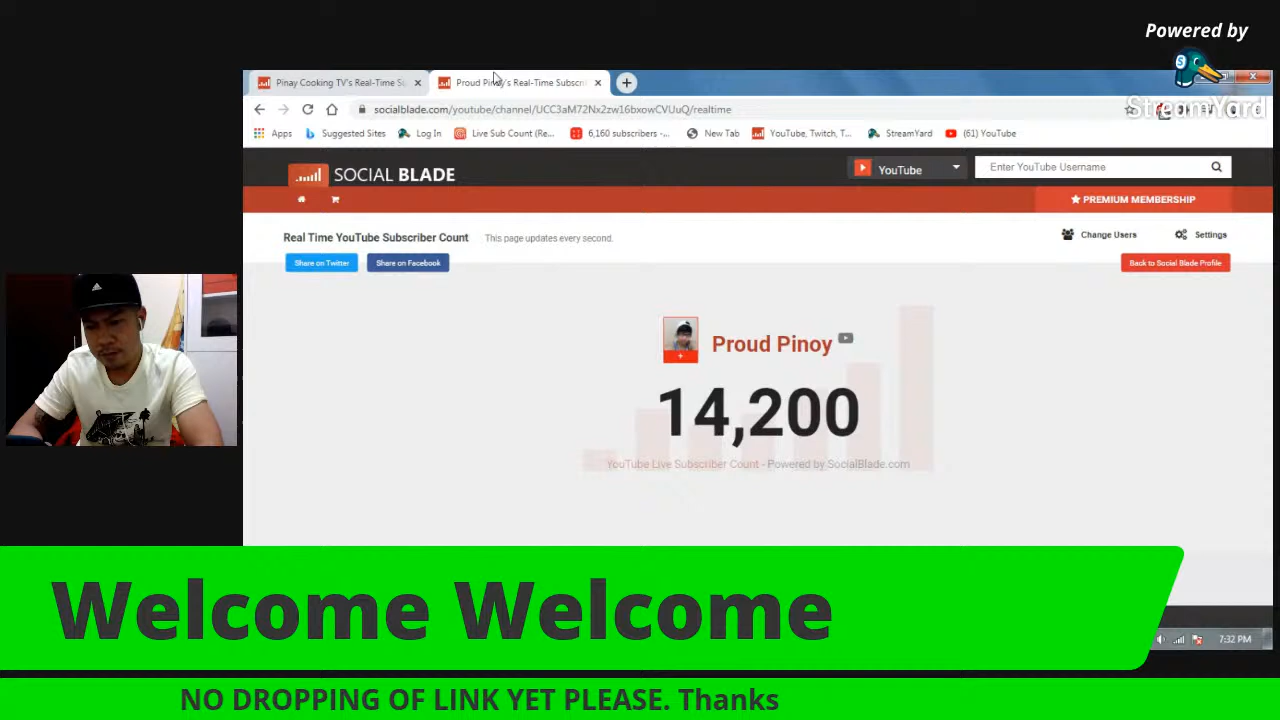 Powered by
StreamYard
Pinay Cooking TV's Real-Time Su
Proud Pinoy's Real-Time Subscri
socialblade.com/youtube/channel/UCC3aM72Nx2zw16bxowCVUuQ/realtime
Apps
Suggested Sites
Log In
Live Sub Count (Re...
6,160 subscribers -...
New Tab
YouTube, Twitch, T...
StreamYard
(61) YouTube
SOCIAL BLADE
YouTube
Enter YouTube Username
PREMIUM MEMBERSHIP
Real Time YouTube Subscriber Count
This page updates every second.
Change Users
Settings
Share on Twitter
Share on Facebook
Back to Social Blade Profile
Proud Pinoy
14,200
YouTube Live Subscriber Count - Powered by SocialBlade.com
Welcome Welcome
7:32 PM
NO DROPPING OF LINK YET PLEASE. Thanks